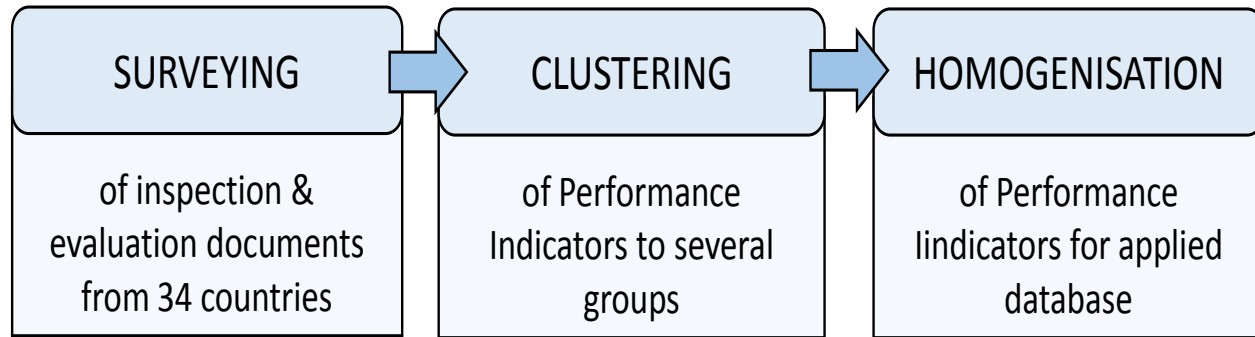 SURVEYING
of inspection &
evaluation documents
from 34 countries
CLUSTERING
of Performance
Indicators to several
groups
HOMOGENISATION
of Performance
Iindicators for applied
database